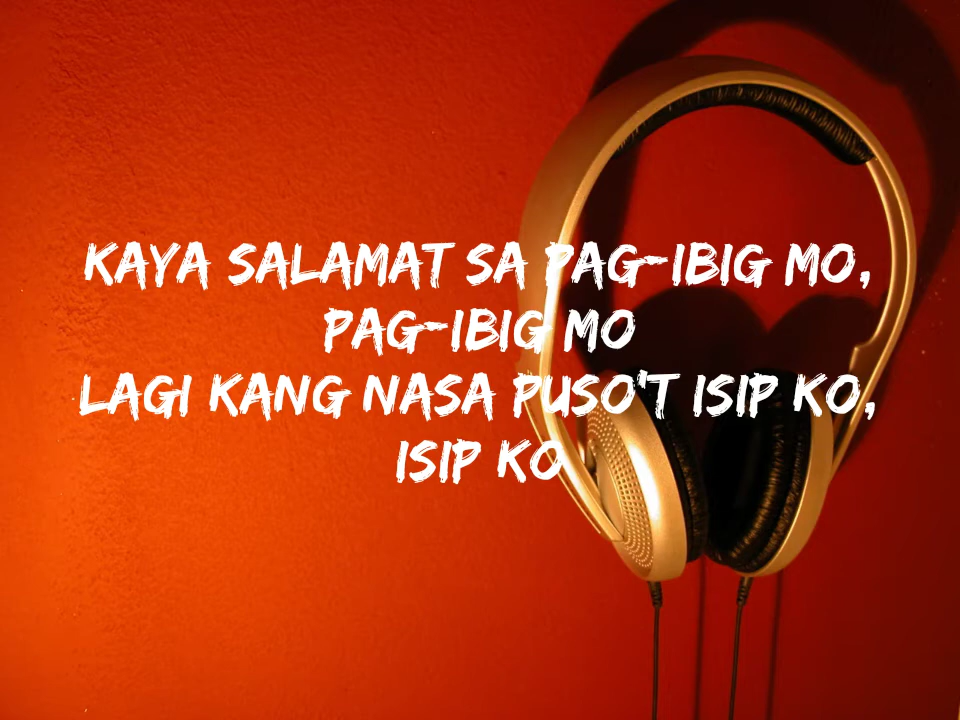 KAYA SALAMAT SA PAG-IBIG MO,
PAG-IBIG MO
LAGI KANG NASA PUSO'T ISIP KO,
ISIP KO